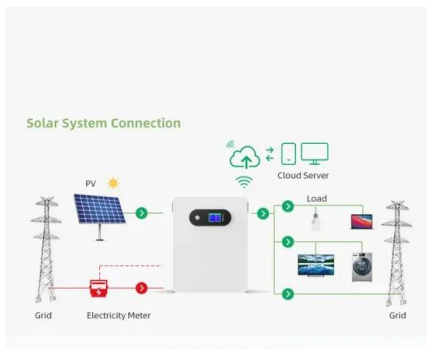 Solar System Connection
Cloud Server
PV
Load
Grid
Electricity Meter
Grid